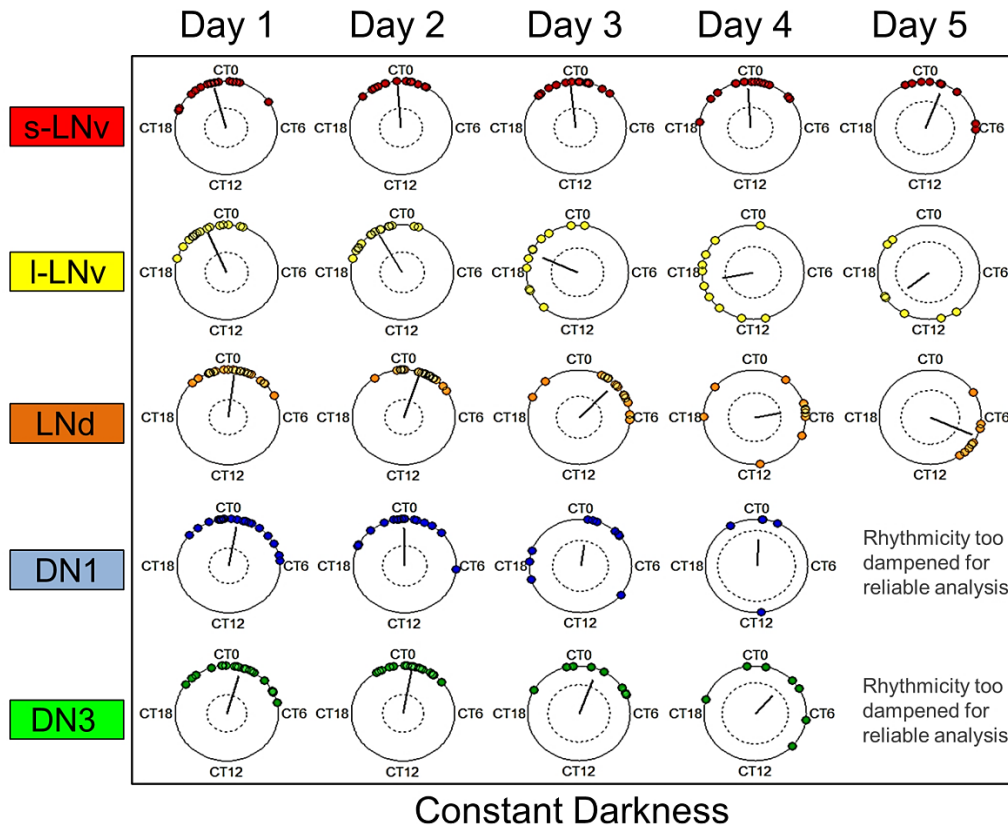 Day 1 Day 2 Day 3 Day 4 Day 5
CT0 CT0 CT0 CT0 CT0
s-LNv CT18 CT6 CT18 CT6 CT18 CT6 CT18 CT6 CT18 CT6
CT12 CT12 CT12 CT12 CT12
CT0 CT0 CT0 CT0 CT0
l-LNv CT18 CT6 CT18 CT6 CT18 CT6 CT18 CT6 CT18 CT6
CT12 CT12 CT12 CT12 CT12
CT0 CT0 CT0 CT0 CT0
LNd CT18 CT6 CT18 CT6 CT18 CT6 CT18 CT6 CT18 CT6
CT12 CT12 CT12 CT12 CT12
CT0 CT0 CT0 CT0
DN1 CT18 CT6 CT18 CT6 CT18 CT6 CT18 CT6
CT12 CT12 CT12 CT12
Rhythmicity too
dampened for
reliable analysis
CT0 CT0 CT0 CT0
DN3 CT18 CT6 CT18 CT6 CT18 CT6 CT18 CT6
CT12 CT12 CT12 CT12
Rhythmicity too
dampened for
reliable analysis
Constant Darkness